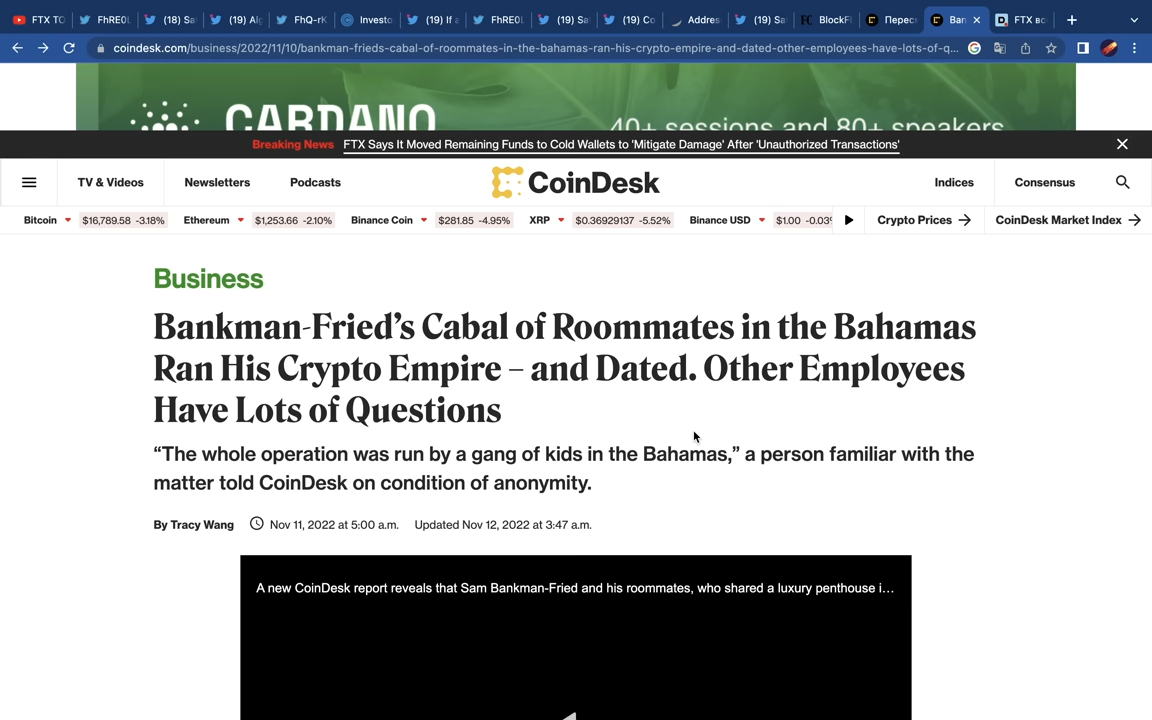 FTX TO
FhRE0L
(18) Sa
(19) Alg
FhQ-rK
Investo
(19) If a
FhRE0L
(19) Sa
(19) Co
Addres
(19) Sa
BlockFi
Перес
Ban
FTX вс
coindesk.com/business/2022/11/10/bankman-frieds-cabal-of-roommates-in-the-bahamas-ran-his-crypto-empire-and-dated-other-employees-have-lots-of-q...
CARDANO
40+ sessions and 80+ speakers
Breaking News FTX Says It Moved Remaining Funds to Cold Wallets to 'Mitigate Damage' After 'Unauthorized Transactions'
TV & Videos Newsletters Podcasts CoinDesk Indices Consensus
Bitcoin $16,789.58 -3.18% Ethereum $1,253.66 -2.10% Binance Coin $281.85 -4.95% XRP $0.36929137 -5.52% Binance USD $1.00 -0.03% Crypto Prices CoinDesk Market Index
Business
Bankman-Fried's Cabal of Roommates in the Bahamas
Ran His Crypto Empire – and Dated. Other Employees
Have Lots of Questions
“The whole operation was run by a gang of kids in the Bahamas,” a person familiar with the
matter told CoinDesk on condition of anonymity.
By Tracy Wang Nov 11, 2022 at 5:00 a.m. Updated Nov 12, 2022 at 3:47 a.m.
A new CoinDesk report reveals that Sam Bankman-Fried and his roommates, who shared a luxury penthouse i...